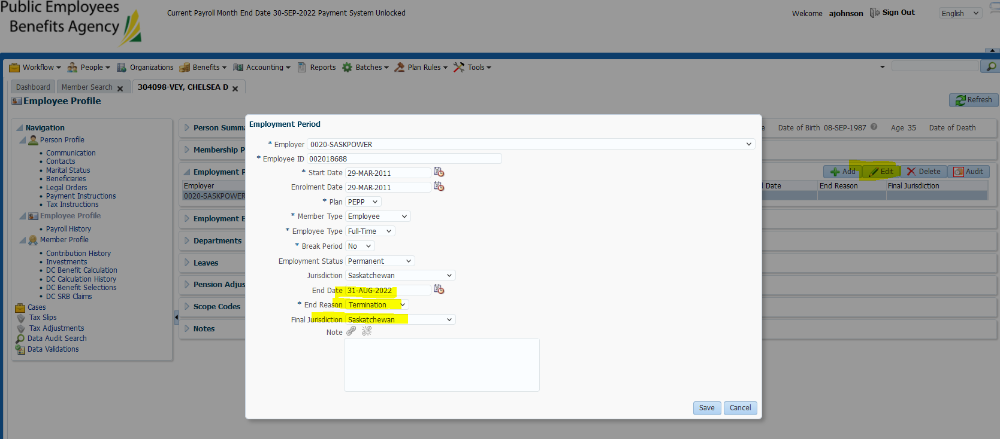 Public Employees
Benefits Agency
Current Payroll Month End Date 30-SEP-2022 Payment System Unlocked
Welcome ajohnson Sign Out English
Workflow People Organizations Benefits Accounting Reports Batches Plan Rules Tools
Dashboard Member Search 304098-VEY, CHELSEA D
Employee Profile
Refresh
Navigation
Person Profile
Communication
Contacts
Marital Status
Beneficiaries
Legal Orders
Payment Instructions
Tax Instructions
Employee Profile
Payroll History
Member Profile
Contribution History
Investments
DC Benefit Calculation
DC Calculation History
DC Benefit Selections
DC SRB Claims
Cases
Tax Slips
Tax Adjustments
Data Audit Search
Data Validations
Person Summa
Date of Birth 08-SEP-1987 Age 35 Date of Death
Membership P
Employment P
Add Edit Delete Audit
Employer
Date End Reason Final Jurisdiction
0020-SASKPOWER
Employment E
Departments
Leaves
Pension Adjus
Scope Codes
Notes
Employment Period
* Employer 0020-SASKPOWER
* Employee ID 002018688
* Start Date 29-MAR-2011
Enrolment Date 29-MAR-2011
* Plan PEPP
* Member Type Employee
* Employee Type Full-Time
* Break Period No
Employment Status Permanent
Jurisdiction Saskatchewan
End Date 31-AUG-2022
* End Reason Termination
Final Jurisdiction Saskatchewan
Note
Save Cancel